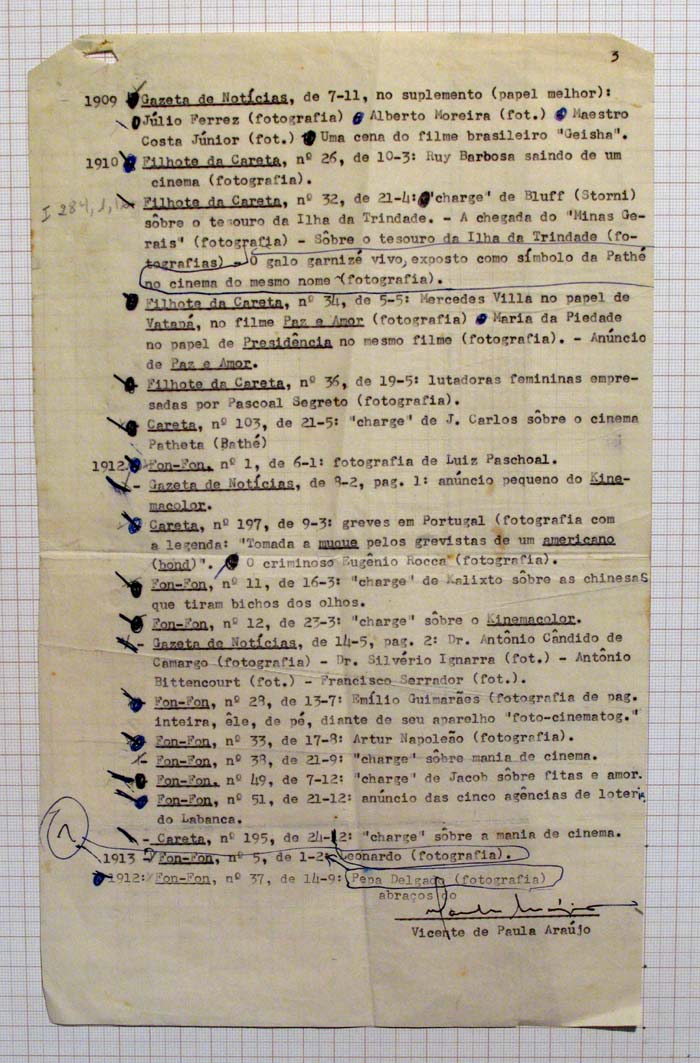 3
1909 - Gazeta de Notícias, de 7-11, no suplemento (papel melhor):
Júlio Ferrez (fotografia) Alberto Moreira (fot.) Maestro
Costa Júnior (fot.) Uma cena do filme brasileiro "Geisha".
1910 Filhote da Careta, nº 26, de 10-3: Ruy Barbosa saindo de um
cinema (fotografia).
I 284, 1,
- Filhote da Careta, nº 32, de 21-4: "charge" de Bluff (Storni)
sôbre o tesouro da Ilha da Trindade. - A chegada do "Minas Ge-
rais" (fotografia) - Sôbre o tesouro da Ilha da Trindade (fo-
tografias) - O galo garnizé vivo, exposto como símbolo da Pathé
no cinema do mesmo nome (fotografia).
Filhote da Careta, nº 34, de 5-5: Mercedes Villa no papel de
Vatapá, no filme Paz e Amor (fotografia) Maria da Piedade
no papel de Presidência no mesmo filme (fotografia). - Anúncio
de Paz e Amor.
Filhote da Careta, nº 36, de 19-5: lutadoras femininas empre-
sadas por Pascoal Segreto (fotografia).
Careta, nº 103, de 21-5: "charge" de J. Carlos sôbre o cinema
Patheta (Bathé)
1912. Fon-Fon, nº 1, de 6-1: fotografia de Luiz Paschoal.
- Gazeta de Notícias, de 8-2, pag. 1: anúncio pequeno do Kine-
macolor.
Careta, nº 197, de 9-3: greves em Portugal (fotografia com
a legenda: "Tomada a muque pelos grevistas de um americano
(bond)". O criminoso Eugênio Rocca (fotografia).
Fon-Fon, nº 11, de 16-3: "charge" de Kalixto sôbre as chinesas
que tiram bichos dos olhos.
Fon-Fon, nº 12, de 23-3: "charge" sôbre o Kinemacolor.
- Gazeta de Notícias, de 14-5, pag. 2: Dr. Antônio Cândido de
Camargo (fotografia) - Dr. Silvério Ignarra (fot.) - Antônio
Bittencourt (fot.) - Francisco Serrador (fot.).
Fon-Fon, nº 28, de 13-7: Emílio Guimarães (fotografia de pag.
inteira, êle, de pé, diante de seu aparelho "foto-cinematog."
Fon-Fon, nº 33, de 17-8: Artur Napoleão (fotografia).
- Fon-Fon, nº 38, de 21-9: "charge" sôbre mania de cinema.
Fon-Fon, nº 49, de 7-12: "charge" de Jacob sôbre fitas e amor.
Fon-Fon, nº 51, de 21-12: anúncio das cinco agências de loteria
do Labanca.
- Careta, nº 195, de 24-12: "charge" sôbre a mania de cinema.
1913 - Fon-Fon, nº 5, de 1-2: Leonardo (fotografia).
1912: Fon-Fon, nº 37, de 14-9: Pepa Delgado (fotografia)
abraços do
Vicente de Paula Araújo